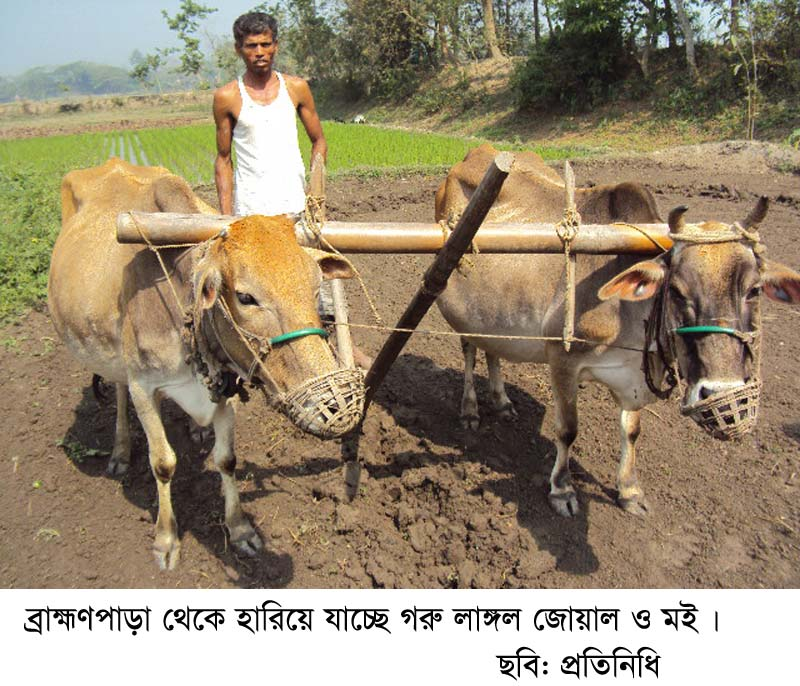 ব্রাহ্মণপাড়া থেকে হারিয়ে যাচ্ছে গরু লাঙ্গল জোয়াল ও মই ।
ছবি: প্রতিনিধি